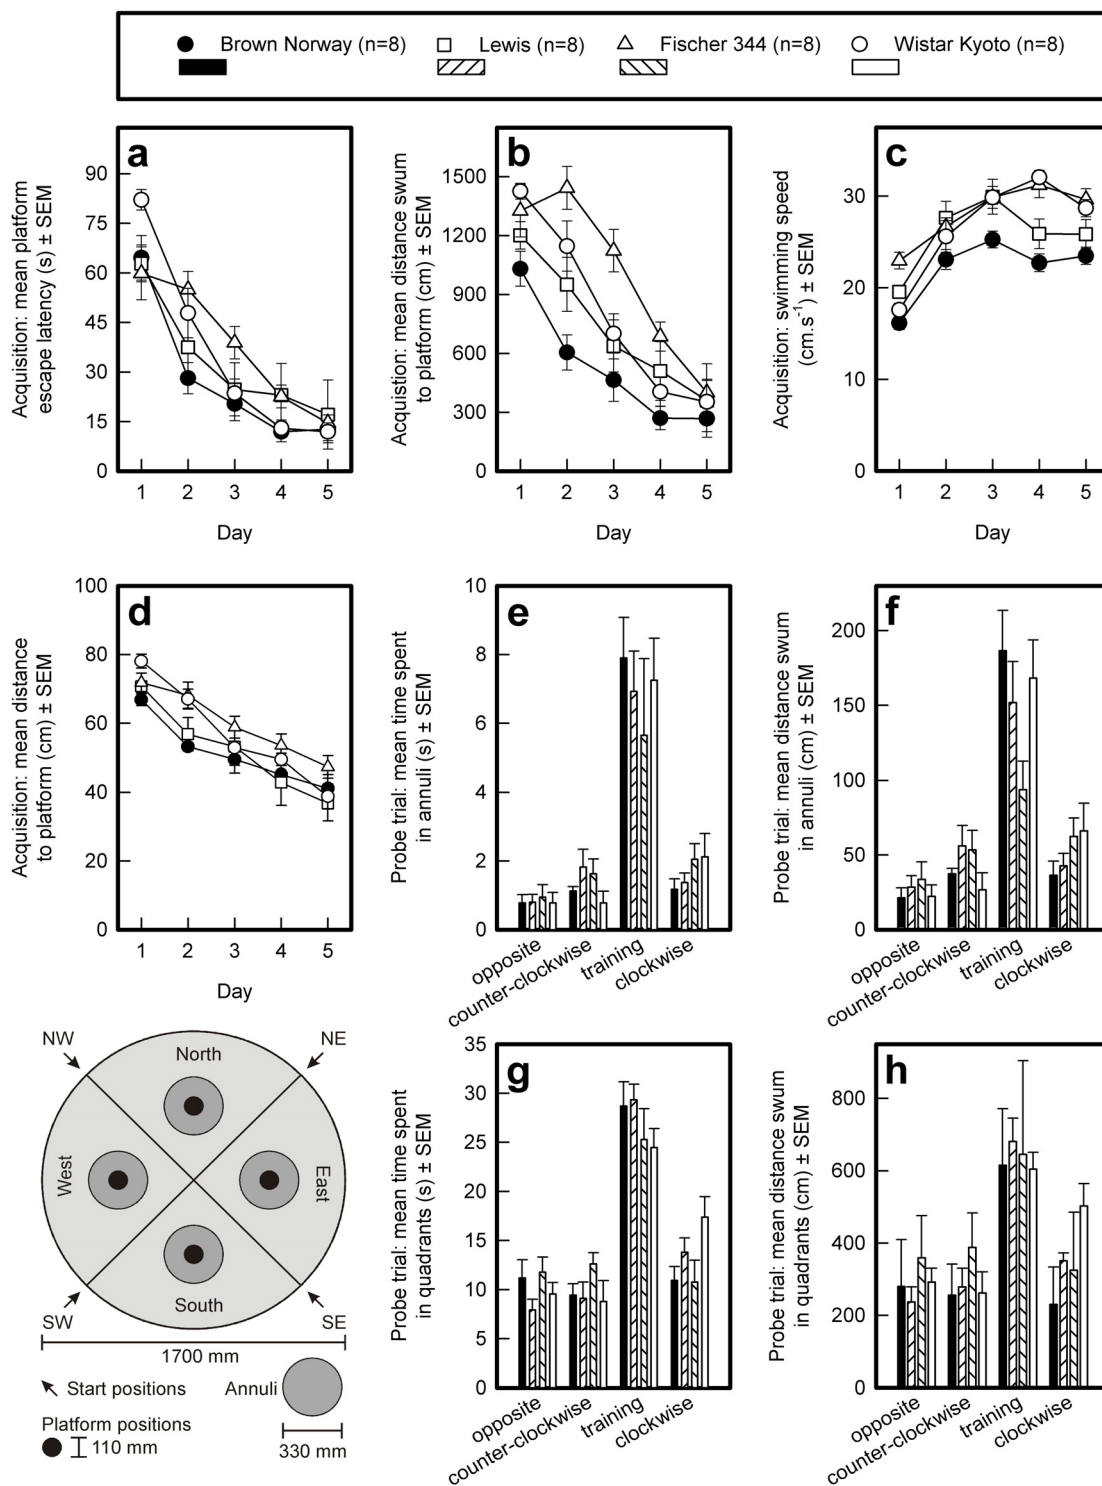 Brown Norway (n=8) Lewis (n=8) Fischer 344 (n=8) Wistar Kyoto (n=8)
a
Acquisition: mean platform
escape latency (s) ± SEM
90
75
60
45
30
15
0
1 2 3 4 5
Day
b
Acquistion: mean distance swum
to platform (cm) ± SEM
1500
1200
900
600
300
0
1 2 3 4 5
Day
c
Acquisition: swimming speed
(cm.s⁻¹) ± SEM
30
20
10
0
1 2 3 4 5
Day
d
Acquisition: mean distance
to platform (cm) ± SEM
100
80
60
40
20
0
1 2 3 4 5
Day
e
Probe trial: mean time spent
in annuli (s) ± SEM
10
8
6
4
2
0
opposite
counter-clockwise
training
clockwise
f
Probe trial: mean distance swum
in annuli (cm) ± SEM
200
150
100
50
0
opposite
counter-clockwise
training
clockwise
NW
NE
North
West
East
South
SW
SE
1700 mm
Start positions
Annuli
Platform positions
110 mm
330 mm
g
Probe trial: mean time spent
in quadrants (s) ± SEM
35
30
25
20
15
10
5
0
opposite
counter-clockwise
training
clockwise
h
Probe trial: mean distance swum
in quadrants (cm) ± SEM
800
600
400
200
0
opposite
counter-clockwise
training
clockwise